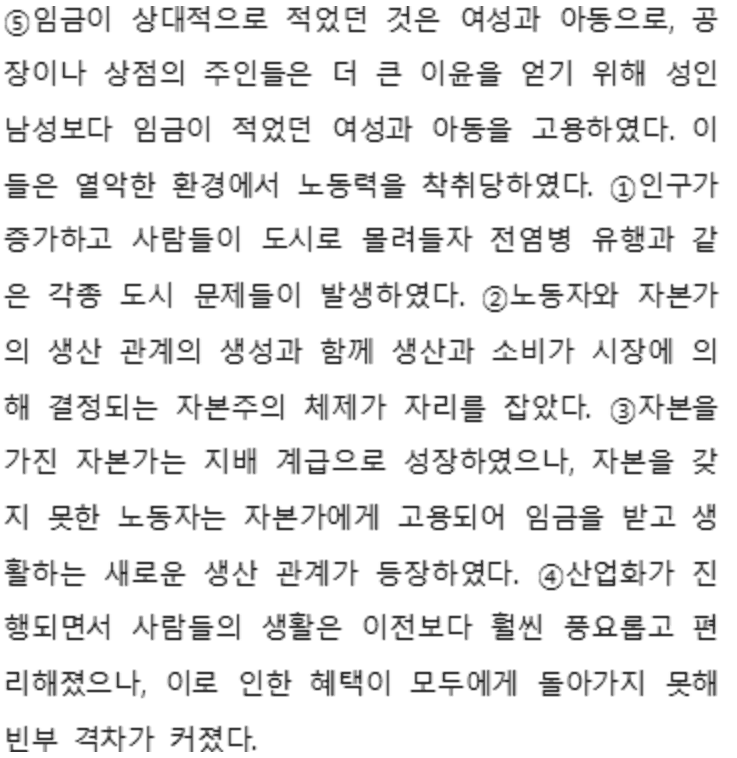 ⑤임금이 상대적으로 적었던 것은 여성과 아동으로, 공
장이나 상점의 주인들은 더 큰 이윤을 얻기 위해 성인
남성보다 임금이 적었던 여성과 아동을 고용하였다. 이
들은 열악한 환경에서 노동력을 착취당하였다. ①인구가
증가하고 사람들이 도시로 몰려들자 전염병 유행과 같
은 각종 도시 문제들이 발생하였다. ②노동자와 자본가
의 생산 관계의 생성과 함께 생산과 소비가 시장에 의
해 결정되는 자본주의 체제가 자리를 잡았다. ③자본을
가진 자본가는 지배 계급으로 성장하였으나, 자본을 갖
지 못한 노동자는 자본가에게 고용되어 임금을 받고 생
활하는 새로운 생산 관계가 등장하였다. ④산업화가 진
행되면서 사람들의 생활은 이전보다 훨씬 풍요롭고 편
리해졌으나, 이로 인한 혜택이 모두에게 돌아가지 못해
빈부 격차가 커졌다.